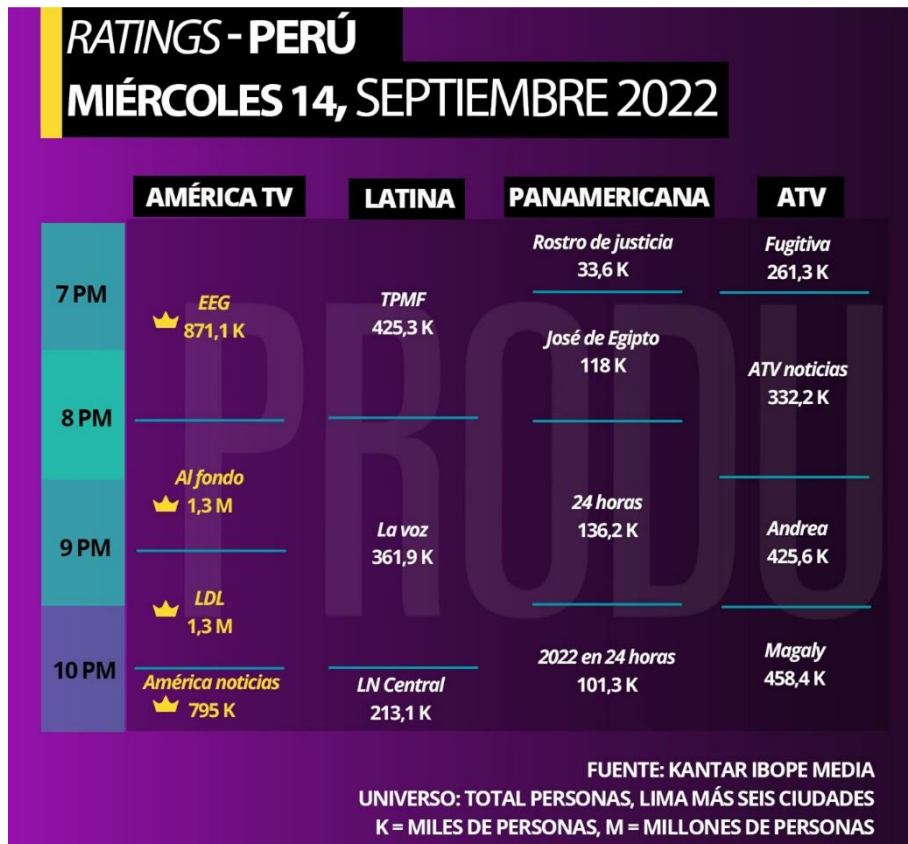 RATINGS - PERÚ
MIÉRCOLES 14, SEPTIEMBRE 2022
AMÉRICA TV
LATINA
PANAMERICANA
ATV
7 PM
8 PM
9 PM
10 PM
EEG
871,1 K
Al fondo
1,3 M
LDL
1,3 M
América noticias
795 K
TPMF
425,3 K
La voz
361,9 K
LN Central
213,1 K
Rostro de justicia
33,6 K
José de Egipto
118 K
24 horas
136,2 K
2022 en 24 horas
101,3 K
Fugitiva
261,3 K
ATV noticias
332,2 K
Andrea
425,6 K
Magaly
458,4 K
PRODU
FUENTE: KANTAR IBOPE MEDIA
UNIVERSO: TOTAL PERSONAS, LIMA MÁS SEIS CIUDADES
K = MILES DE PERSONAS, M = MILLONES DE PERSONAS